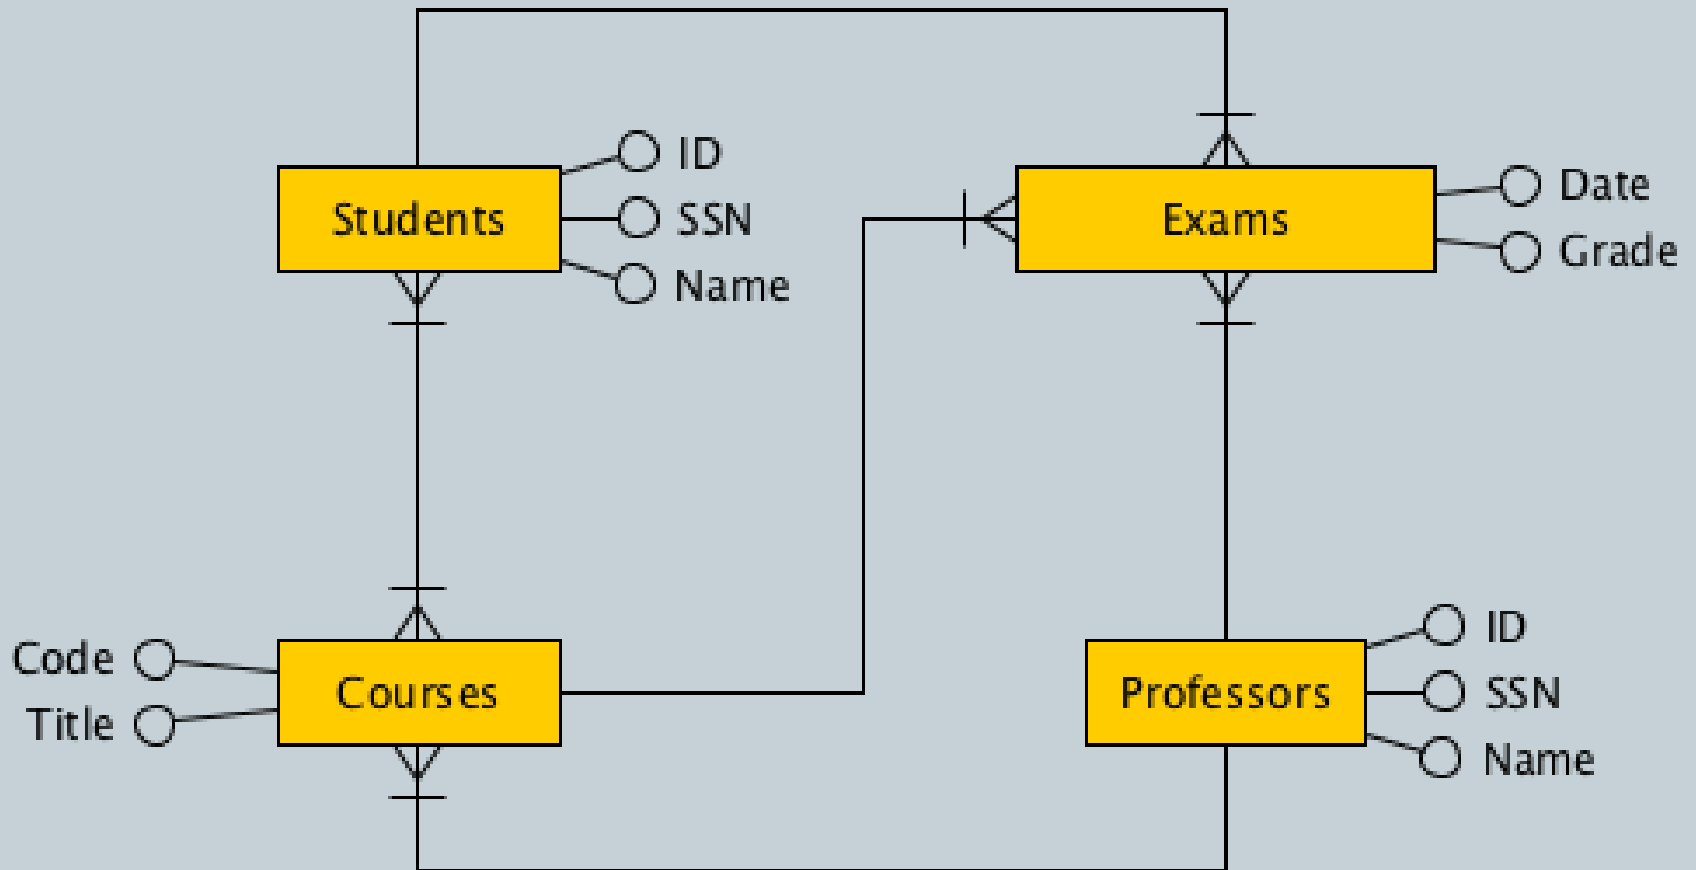 ID
Students
SSN
Name
Exams
Date
Grade
Code
Courses
Title
ID
Professors
SSN
Name